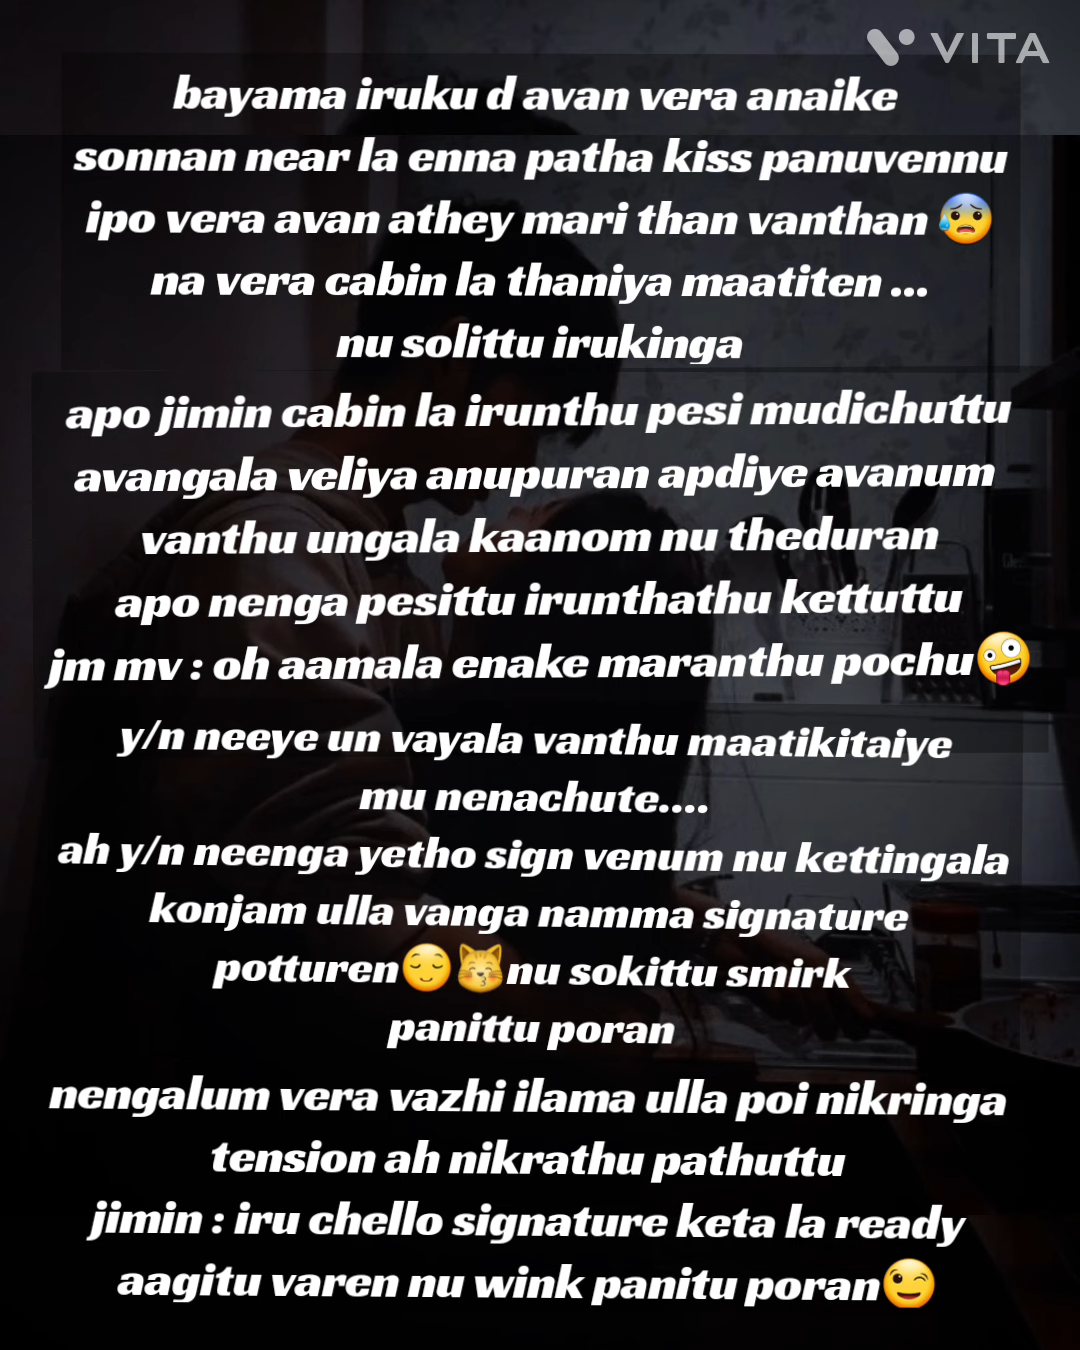 VITA
bayama iruku d avan vera anaike
sonnan near la enna patha kiss panuvennu
ipo vera avan athey mari than vanthan 😰
na vera cabin la thaniya maatiten ...
nu solittu irukinga
apo jimin cabin la irunthu pesi mudichuttu
avangala veliya anupuran apdiye avanum
vanthu ungala kaanom nu theduran
apo nenga pesittu irunthathu kettuttu
jm mv : oh aamala enake maranthu pochu🤪
y/n neeye un vayala vanthu maatikitaiye
mu nenachute....
ah y/n neenga yetho sign venum nu kettingala
konjam ulla vanga namma signature
potturen😌😽nu sokittu smirk
panittu poran
nengalum vera vazhi ilama ulla poi nikringa
tension ah nikrathu pathuttu
jimin : iru chello signature keta la ready
aagitu varen nu wink panitu poran😉